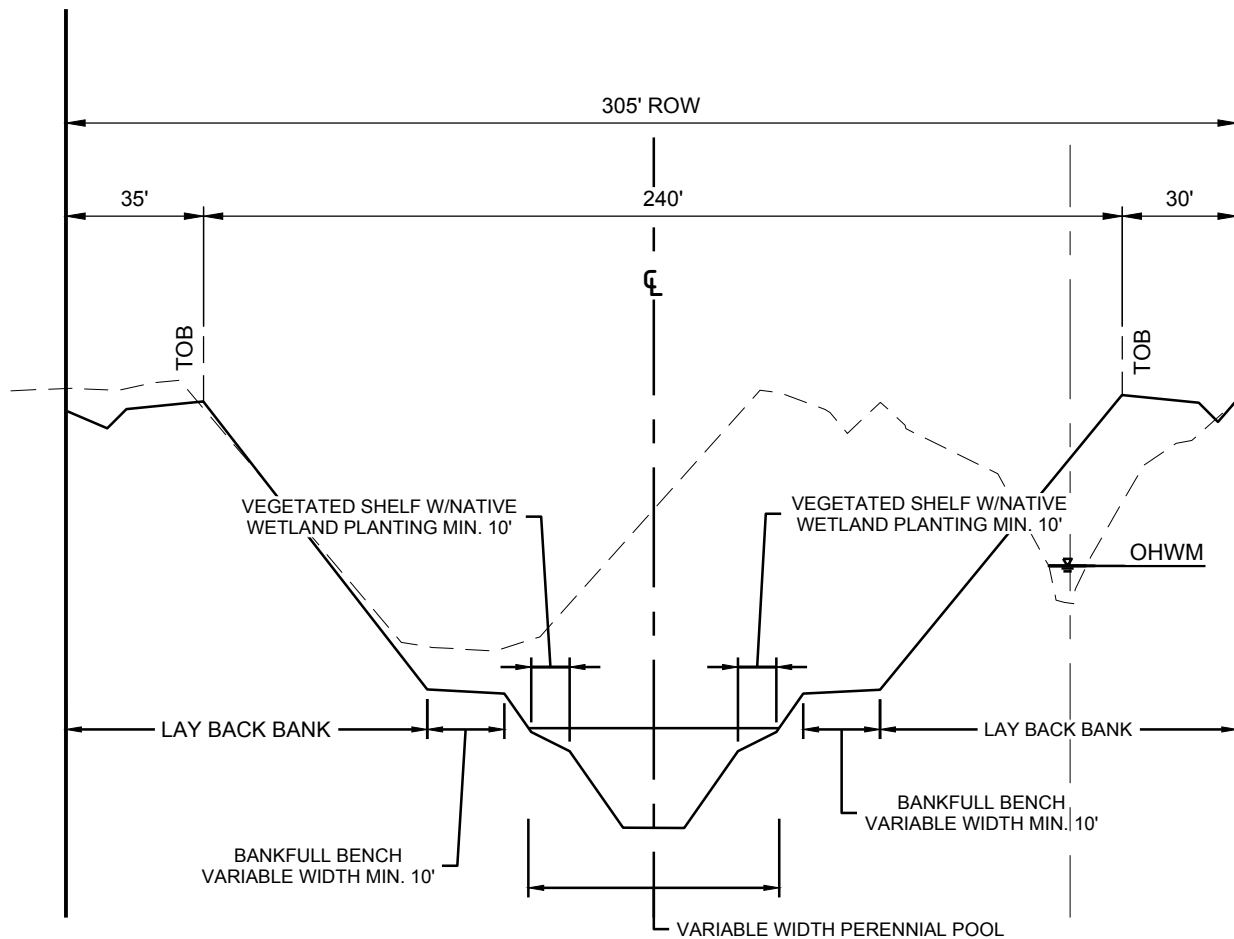 305' ROW
35'
240'
30'
℄
TOB
TOB
VEGETATED SHELF W/NATIVE
WETLAND PLANTING MIN. 10'
VEGETATED SHELF W/NATIVE
WETLAND PLANTING MIN. 10'
OHWM
LAY BACK BANK
LAY BACK BANK
BANKFULL BENCH
VARIABLE WIDTH MIN. 10'
BANKFULL BENCH
VARIABLE WIDTH MIN. 10'
VARIABLE WIDTH PERENNIAL POOL